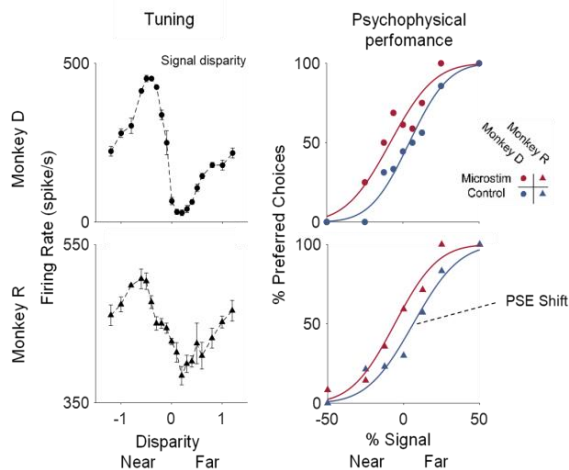 Tuning
Psychophysical
perfomance
Signal disparity
Monkey D
Monkey R
Firing Rate (spike/s)
500
0
550
350
-1
0
1
Disparity
Near
Far
% Preferred Choices
100
50
0
100
50
0
-50
0
50
% Signal
Near
Far
Monkey D
Monkey R
Microstim
Control
PSE Shift